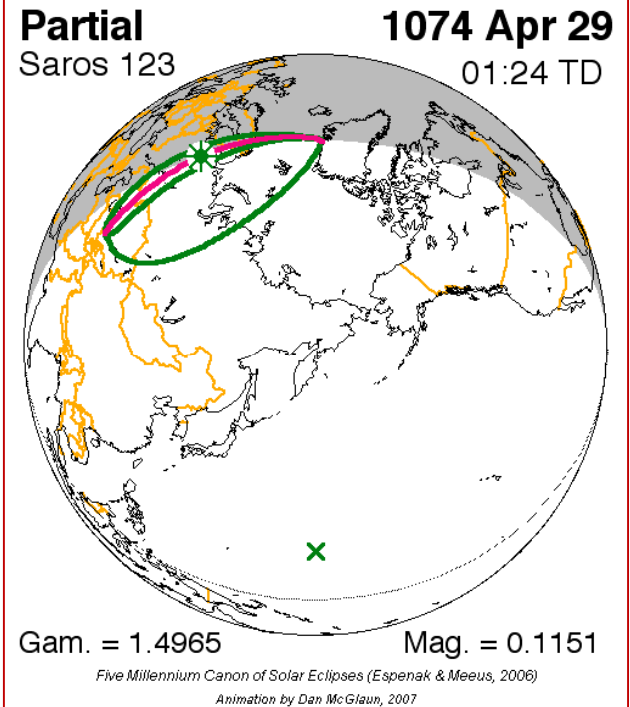 Partial 1074 Apr 29
Saros 123 01:24 TD
Gam. = 1.4965 Mag. = 0.1151
Five Millennium Canon of Solar Eclipses (Espenak & Meeus, 2006)
Animation by Dan McGlaun, 2007